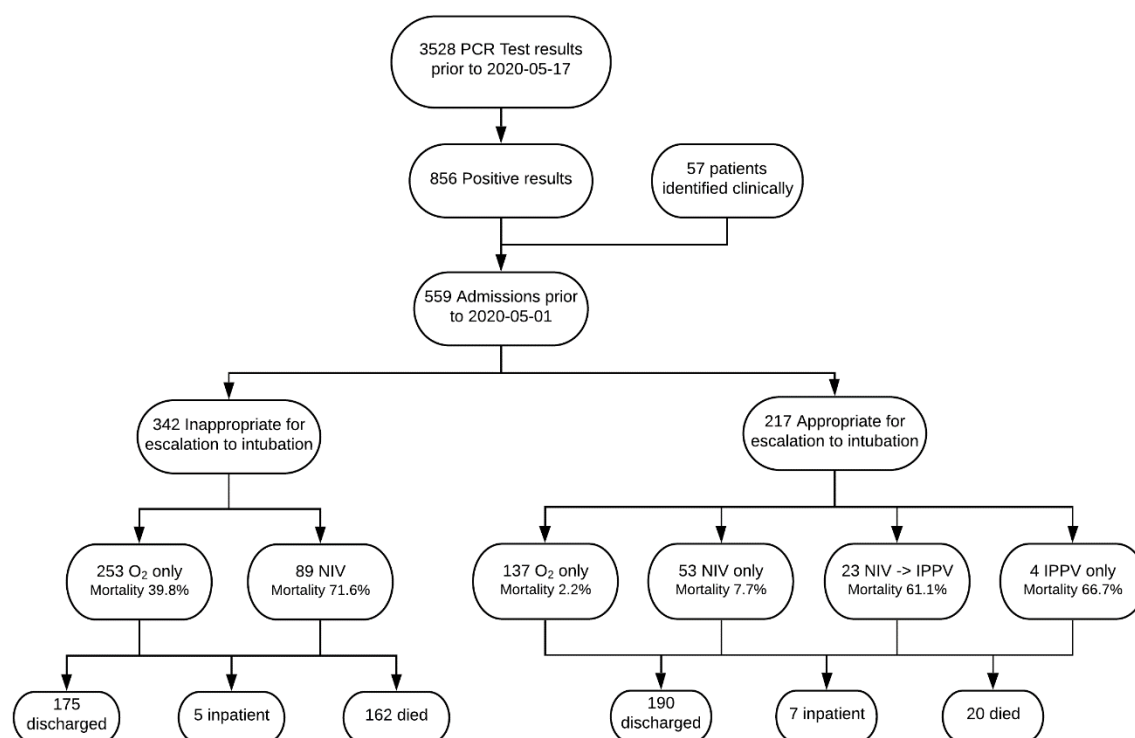 3528 PCR Test results
prior to 2020-05-17
856 Positive results
57 patients
identified clinically
559 Admissions prior
to 2020-05-01
342 Inappropriate for
escalation to intubation
217 Appropriate for
escalation to intubation
253 O₂ only
Mortality 39.8%
89 NIV
Mortality 71.6%
137 O₂ only
Mortality 2.2%
53 NIV only
Mortality 7.7%
23 NIV -> IPPV
Mortality 61.1%
4 IPPV only
Mortality 66.7%
175
discharged
5 inpatient
162 died
190
discharged
7 inpatient
20 died